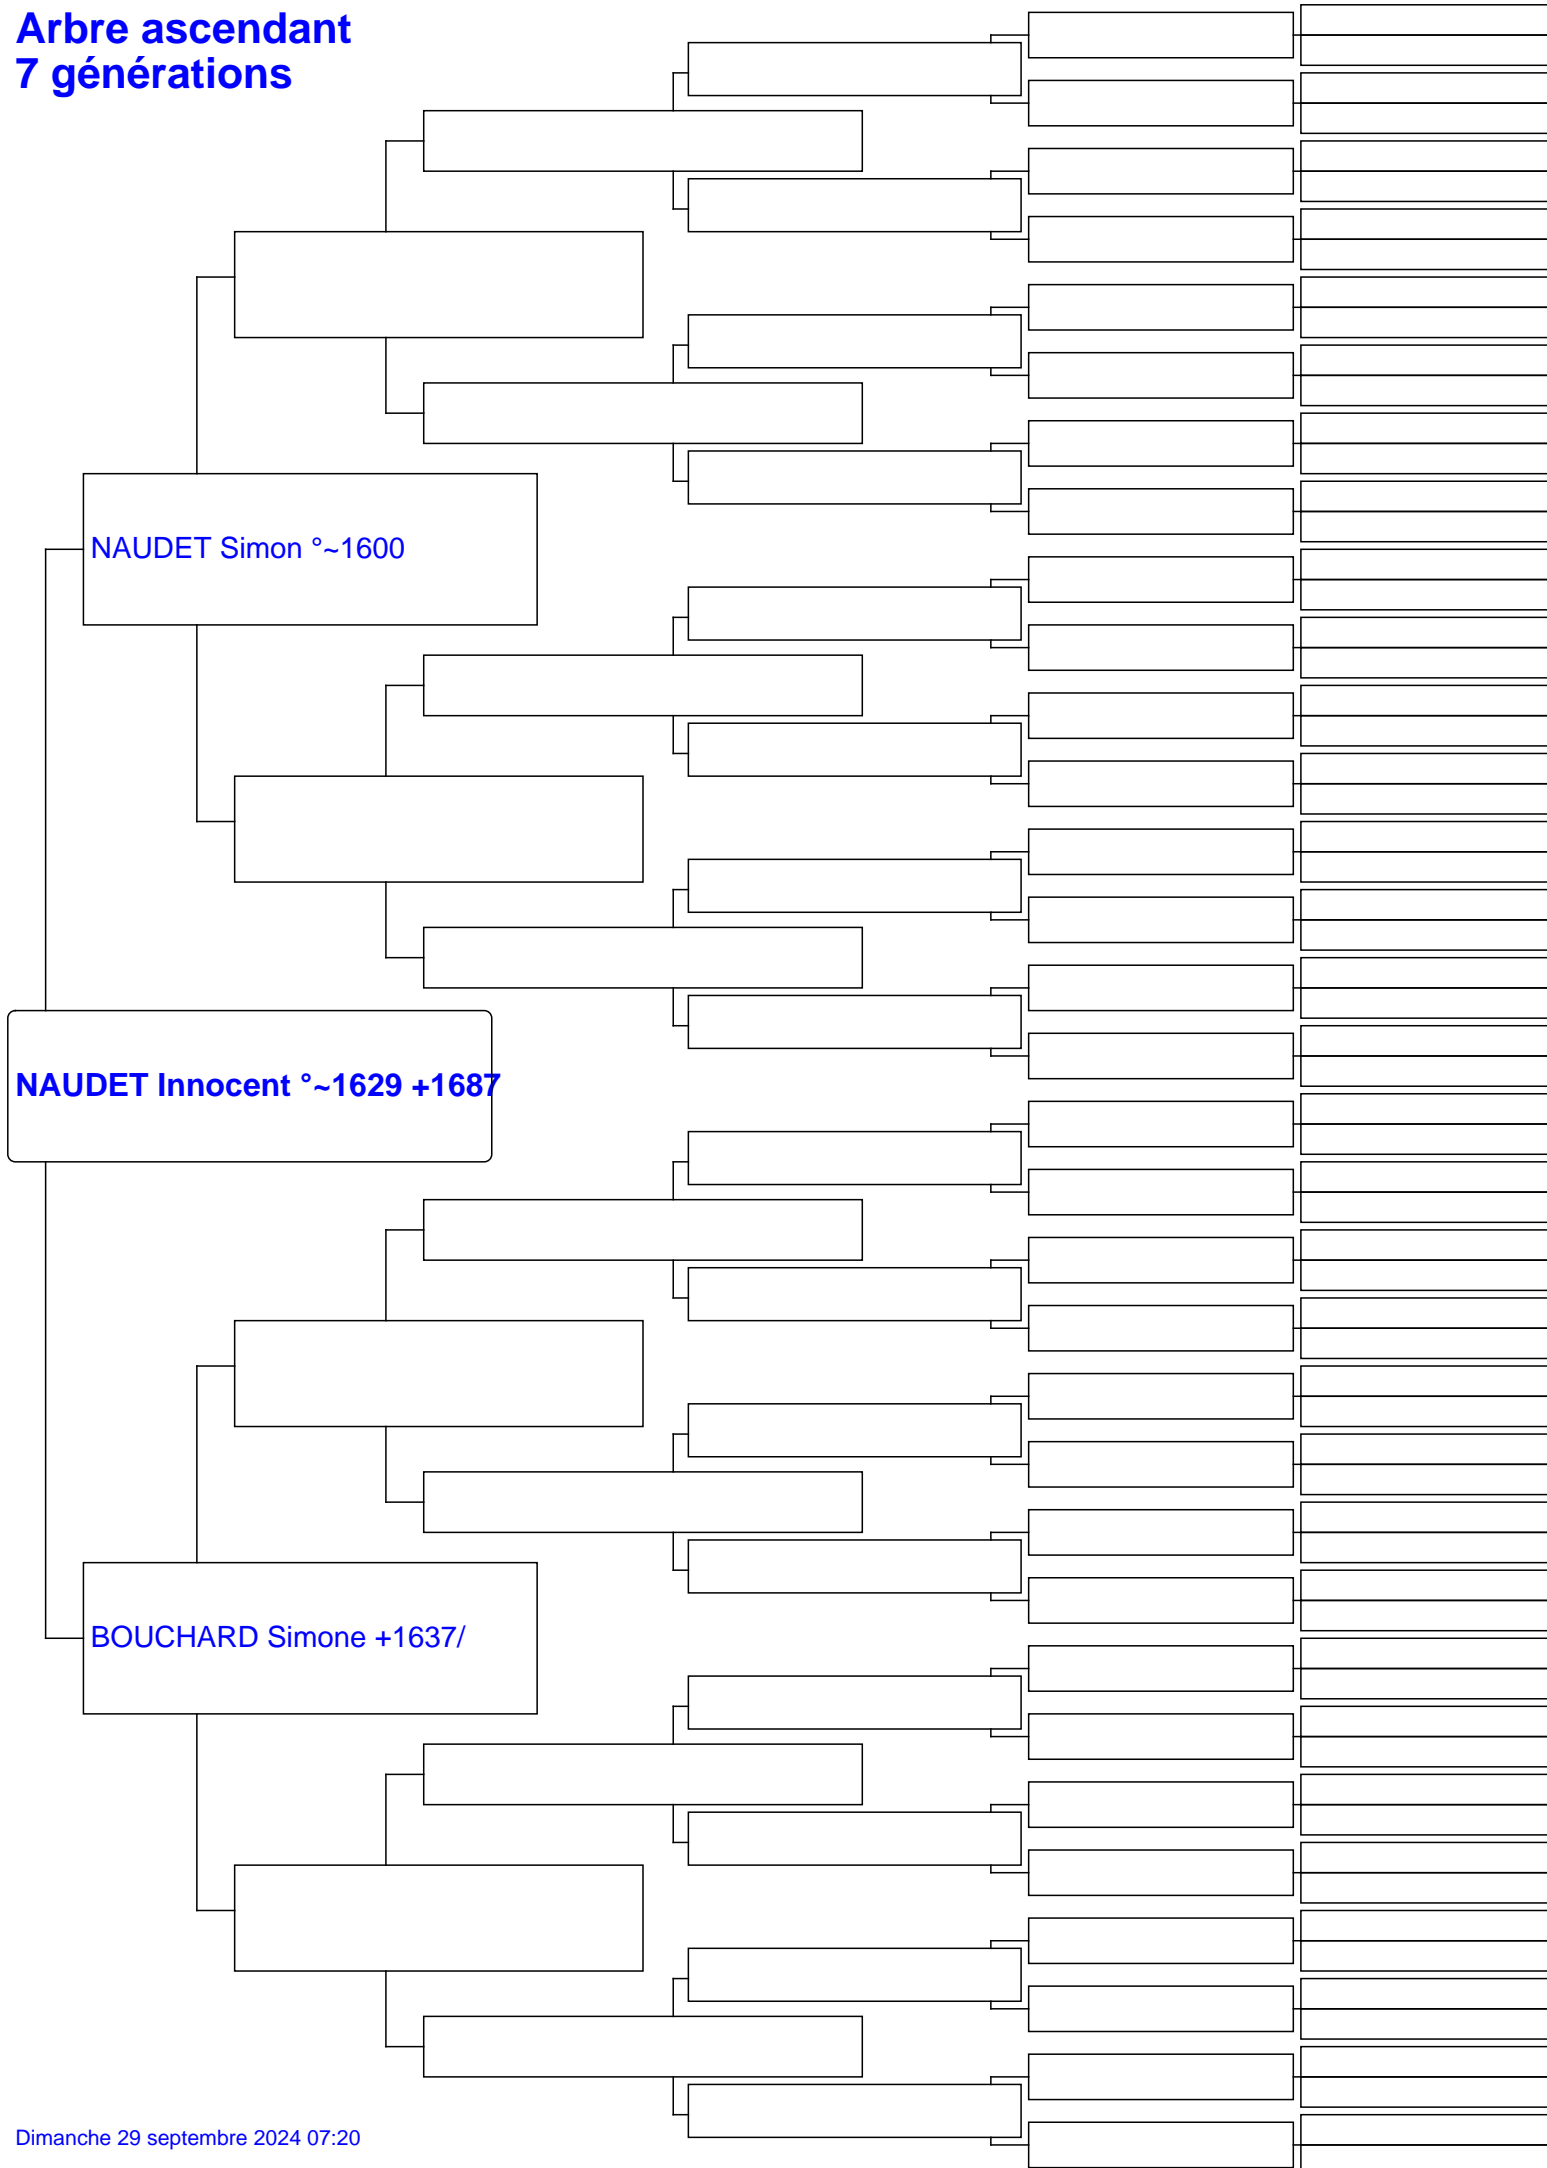 Arbre ascendant
7 générations
NAUDET Simon °~1600
NAUDET Innocent °~1629 +1687
BOUCHARD Simone +1637/
Dimanche 29 septembre 2024 07:20